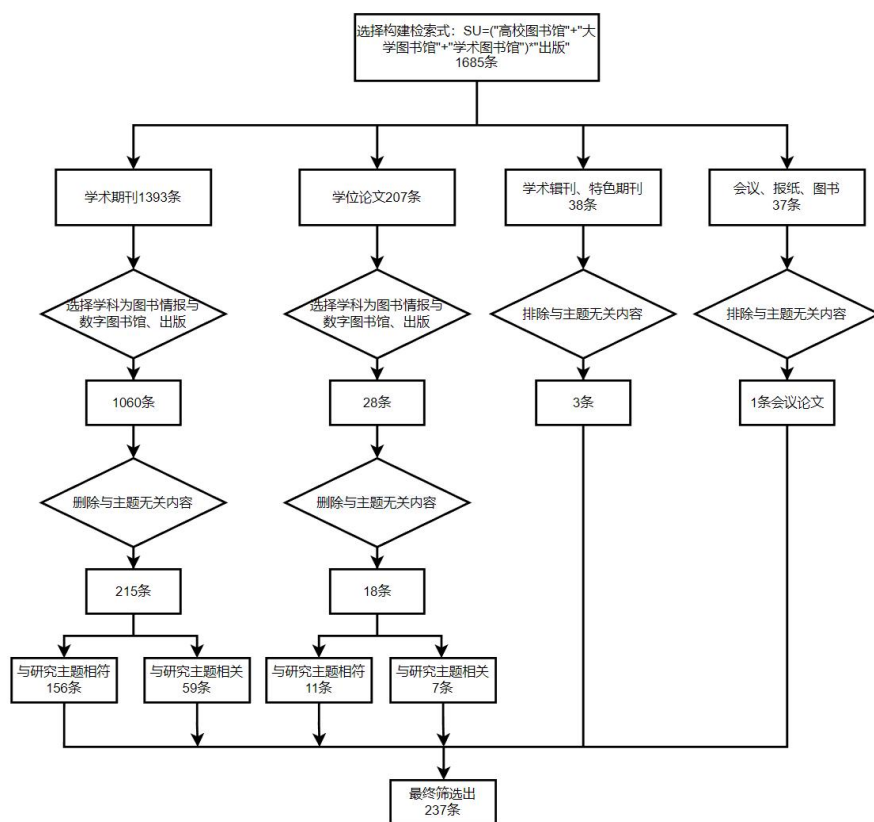 选择构建检索式：SU=("高校图书馆"+"大
学图书馆"+"学术图书馆")*"出版"
1685条
学术期刊1393条
学位论文207条
学术辑刊、特色期刊
38条
会议、报纸、图书
37条
选择学科为图书情报与
数字图书馆、出版
选择学科为图书情报与
数字图书馆、出版
排除与主题无关内容
排除与主题无关内容
1060条
28条
3条
1条会议论文
删除与主题无关内容
删除与主题无关内容
215条
18条
与研究主题相符
156条
与研究主题相关
59条
与研究主题相符
11条
与研究主题相关
7条
最终筛选出
237条